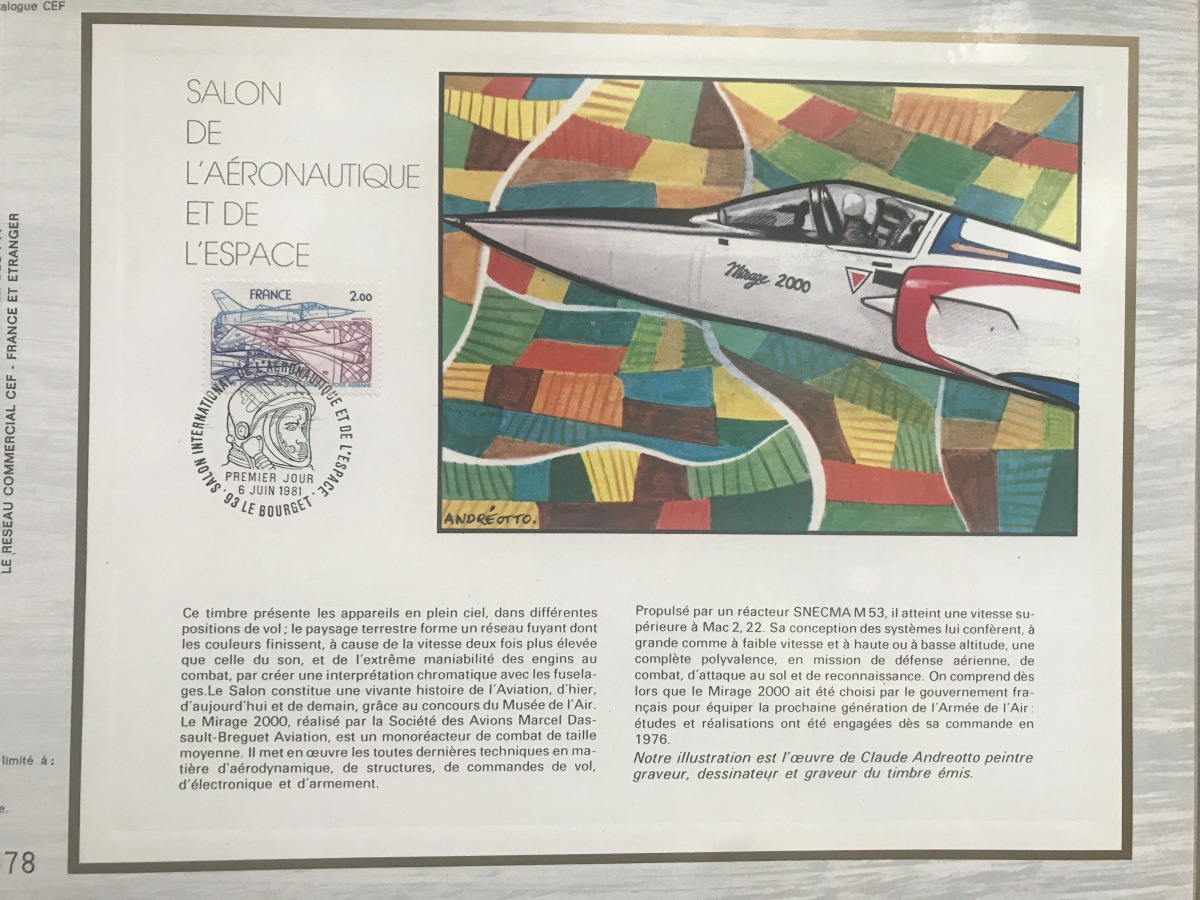 alogue CEF
LE RESEAU COMMERCIAL CEF - FRANCE ET ETRANGER
limité à :
e.
78
SALON
DE
L'AÉRONAUTIQUE
ET DE
L'ESPACE
FRANCE 2.00
POSTE AERIENNE
SALON INTERNATIONAL DE L'AERONAUTIQUE ET DE L'ESPACE
PREMIER JOUR
6 JUIN 1981
· 93 LE BOURGET ·
Mirage 2000
ANDRÉOTTO.
Ce timbre présente les appareils en plein ciel, dans différentes
positions de vol ; le paysage terrestre forme un réseau fuyant dont
les couleurs finissent, à cause de la vitesse deux fois plus élevée
que celle du son, et de l'extrême maniabilité des engins au
combat, par créer une interprétation chromatique avec les fusela-
ges.Le Salon constitue une vivante histoire de l'Aviation, d'hier,
d'aujourd'hui et de demain, grâce au concours du Musée de l'Air.
Le Mirage 2000, réalisé par la Société des Avions Marcel Das-
sault-Breguet Aviation, est un monoréacteur de combat de taille
moyenne. Il met en œuvre les toutes dernières techniques en ma-
tière d'aérodynamique, de structures, de commandes de vol,
d'électronique et d'armement.
Propulsé par un réacteur SNECMA M 53, il atteint une vitesse su-
périeure à Mac 2, 22. Sa conception des systèmes lui confèrent, à
grande comme à faible vitesse et à haute ou à basse altitude, une
complète polyvalence, en mission de défense aérienne, de
combat, d'attaque au sol et de reconnaissance. On comprend dès
lors que le Mirage 2000 ait été choisi par le gouvernement fran-
çais pour équiper la prochaine génération de l'Armée de l'Air :
études et réalisations ont été engagées dès sa commande en
1976.
Notre illustration est l'œuvre de Claude Andreotto peintre
graveur, dessinateur et graveur du timbre émis.